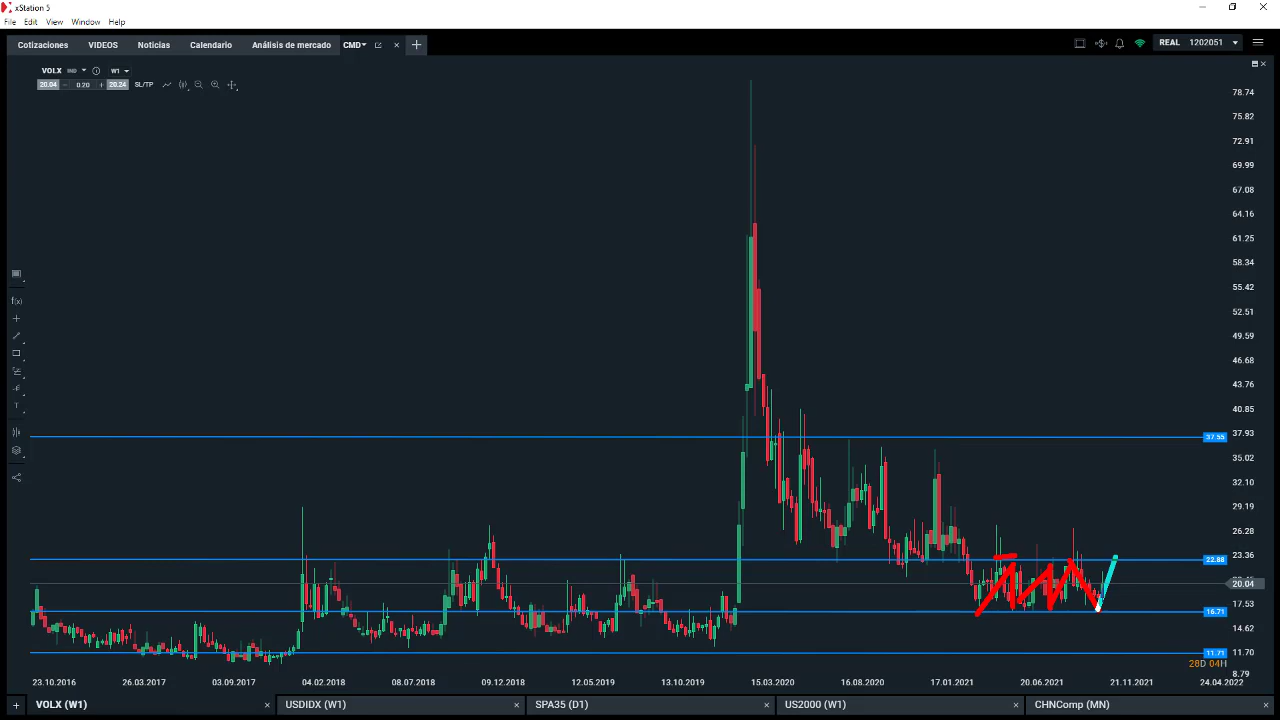 xStation 5
File Edit View Window Help
Cotizaciones VIDEOS Noticias Calendario Análisis de mercado CMD REAL 1202051
VOLX IND W1
20.04 0.20 20.24 SL/TP
78.74
75.82
72.91
69.99
67.08
64.16
61.25
58.34
55.42
52.51
49.59
46.68
43.76
40.85
37.93
37.55
35.02
32.10
29.19
26.28
23.36
22.88
20.04
17.53
16.71
14.62
11.70
11.71
28D 04H
8.79
f(x)
T
23.10.2016 26.03.2017 03.09.2017 04.02.2018 08.07.2018 09.12.2018 12.05.2019 13.10.2019 15.03.2020 16.08.2020 17.01.2021 20.06.2021 21.11.2021 24.04.2022
VOLX (W1) USDIDX (W1) SPA35 (D1) US2000 (W1) CHNComp (MN)